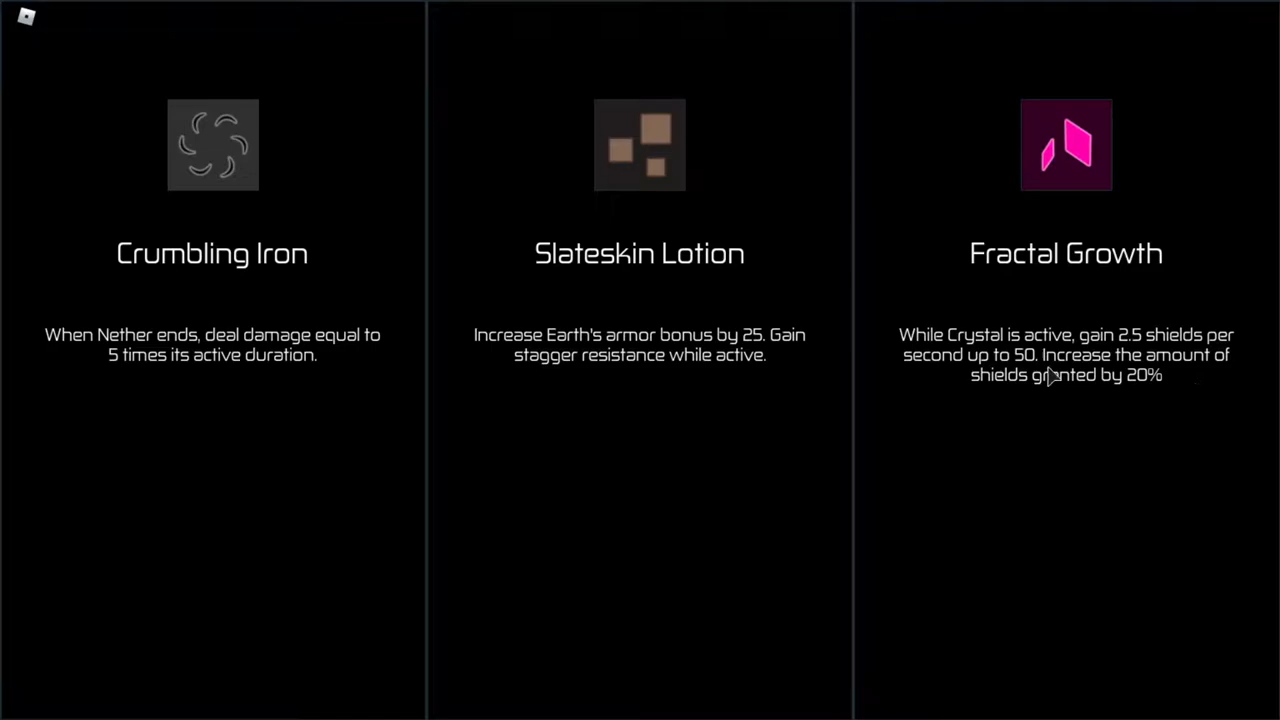 Crumbling Iron
When Nether ends, deal damage equal to
5 times its active duration.
Slateskin Lotion
Increase Earth's armor bonus by 25. Gain
stagger resistance while active.
Fractal Growth
While Crystal is active, gain 2.5 shields per
second up to 50. Increase the amount of
shields granted by 20%